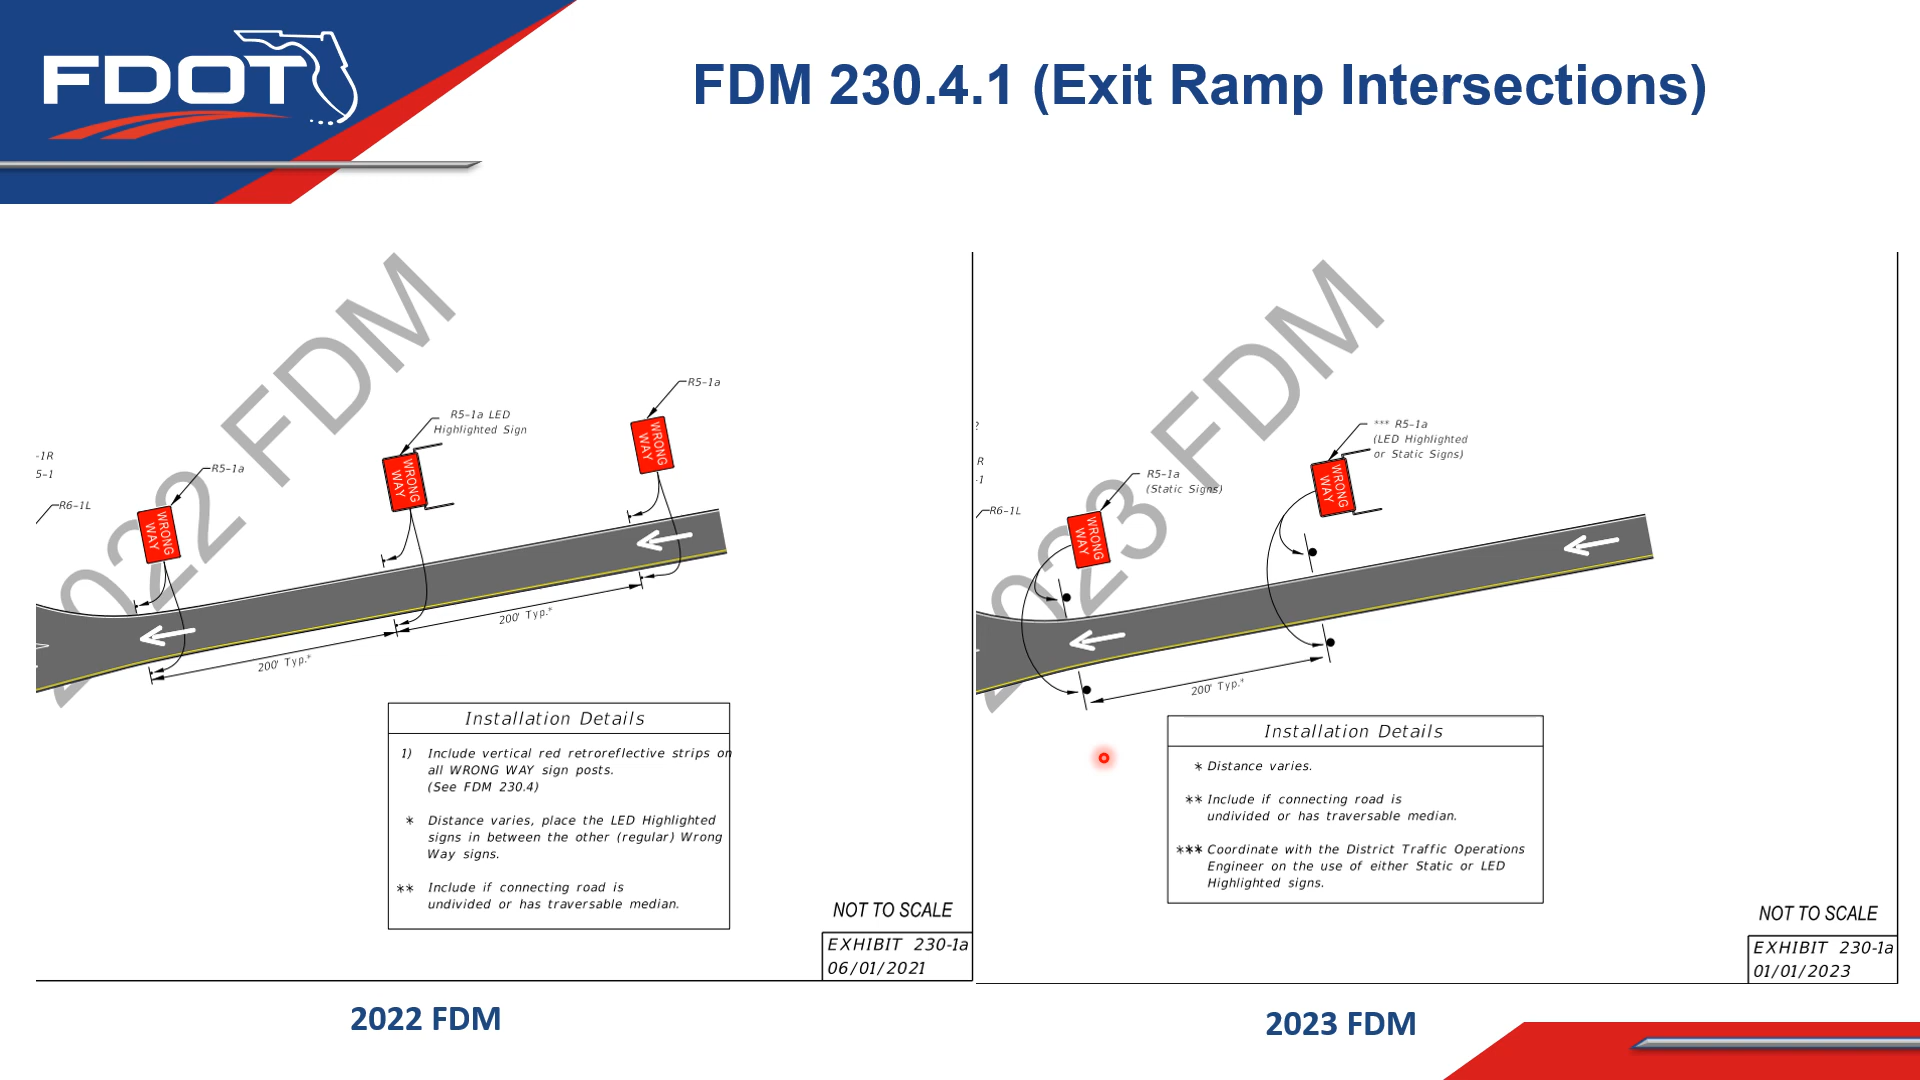 FDOT
FDM 230.4.1 (Exit Ramp Intersections)
2022 FDM
R5-1a
R5-1a LED
Highlighted Sign
-1R
5-1
R5-1a
R6-1L
WRONG
WAY
WRONG
WAY
WRONG
WAY
200' Typ.*
200' Typ.*
Installation Details
1) Include vertical red retroreflective strips on
all WRONG WAY sign posts.
(See FDM 230.4)
* Distance varies, place the LED Highlighted
signs in between the other (regular) Wrong
Way signs.
** Include if connecting road is
undivided or has traversable median.
NOT TO SCALE
EXHIBIT 230-1a
06/01/2021
2022 FDM
2023 FDM
*** R5-1a
(LED Highlighted
or Static Signs)
R
-1
R5-1a
(Static Signs)
R6-1L
WRONG
WAY
WRONG
WAY
200' Typ.*
Installation Details
* Distance varies.
** Include if connecting road is
undivided or has traversable median.
*** Coordinate with the District Traffic Operations
Engineer on the use of either Static or LED
Highlighted signs.
NOT TO SCALE
EXHIBIT 230-1a
01/01/2023
2023 FDM